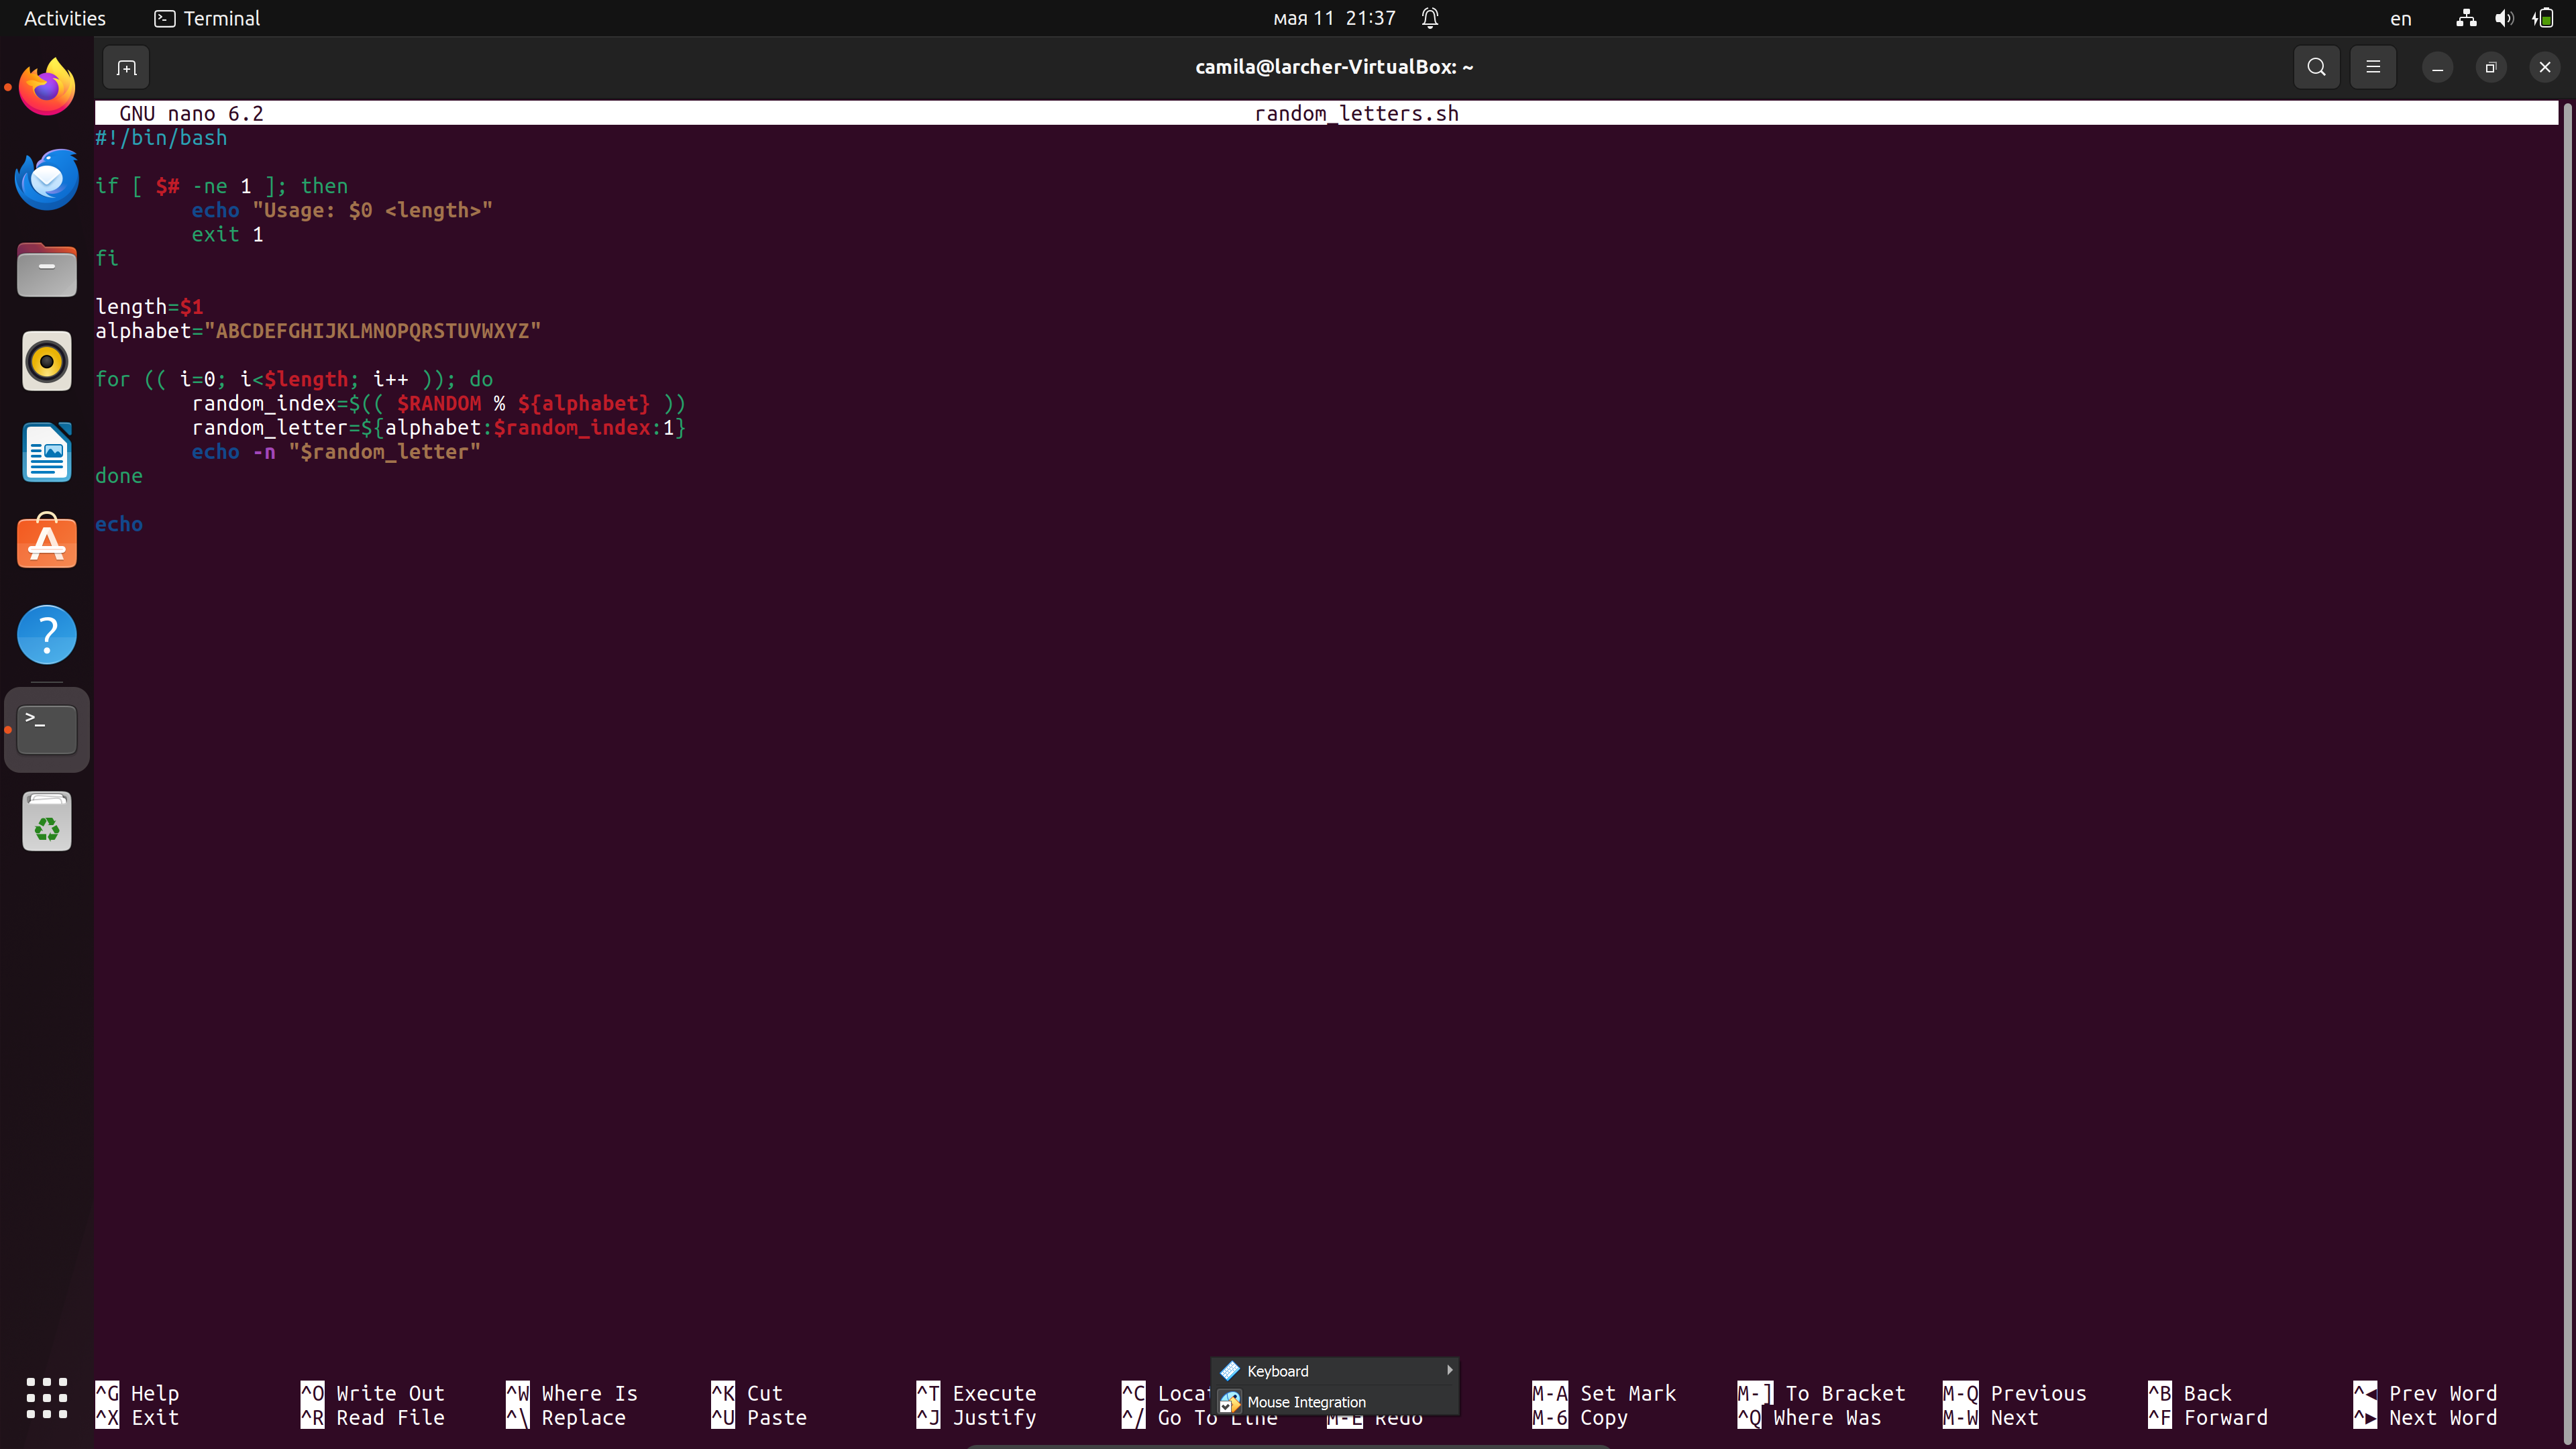 Activities Terminal мая 11 21:37 en
camila@larcher-VirtualBox: ~
GNU nano 6.2 random_letters.sh
#!/bin/bash
if [ $# -ne 1 ]; then
echo "Usage: $0 <length>"
exit 1
fi
length=$1
alphabet="ABCDEFGHIJKLMNOPQRSTUVWXYZ"
for (( i=0; i<$length; i++ )); do
random_index=$(( $RANDOM % ${alphabet} ))
random_letter=${alphabet:$random_index:1}
echo -n "$random_letter"
done
echo
Keyboard
Mouse Integration
^G Help ^O Write Out ^W Where Is ^K Cut ^T Execute ^C M-A Set Mark M-] To Bracket M-Q Previous ^B Back ^◀ Prev Word
^X Exit ^R Read File ^\ Replace ^U Paste ^J Justify ^/ Go To Line M-E Redo M-6 Copy ^Q Where Was M-W Next ^F Forward ^▶ Next Word